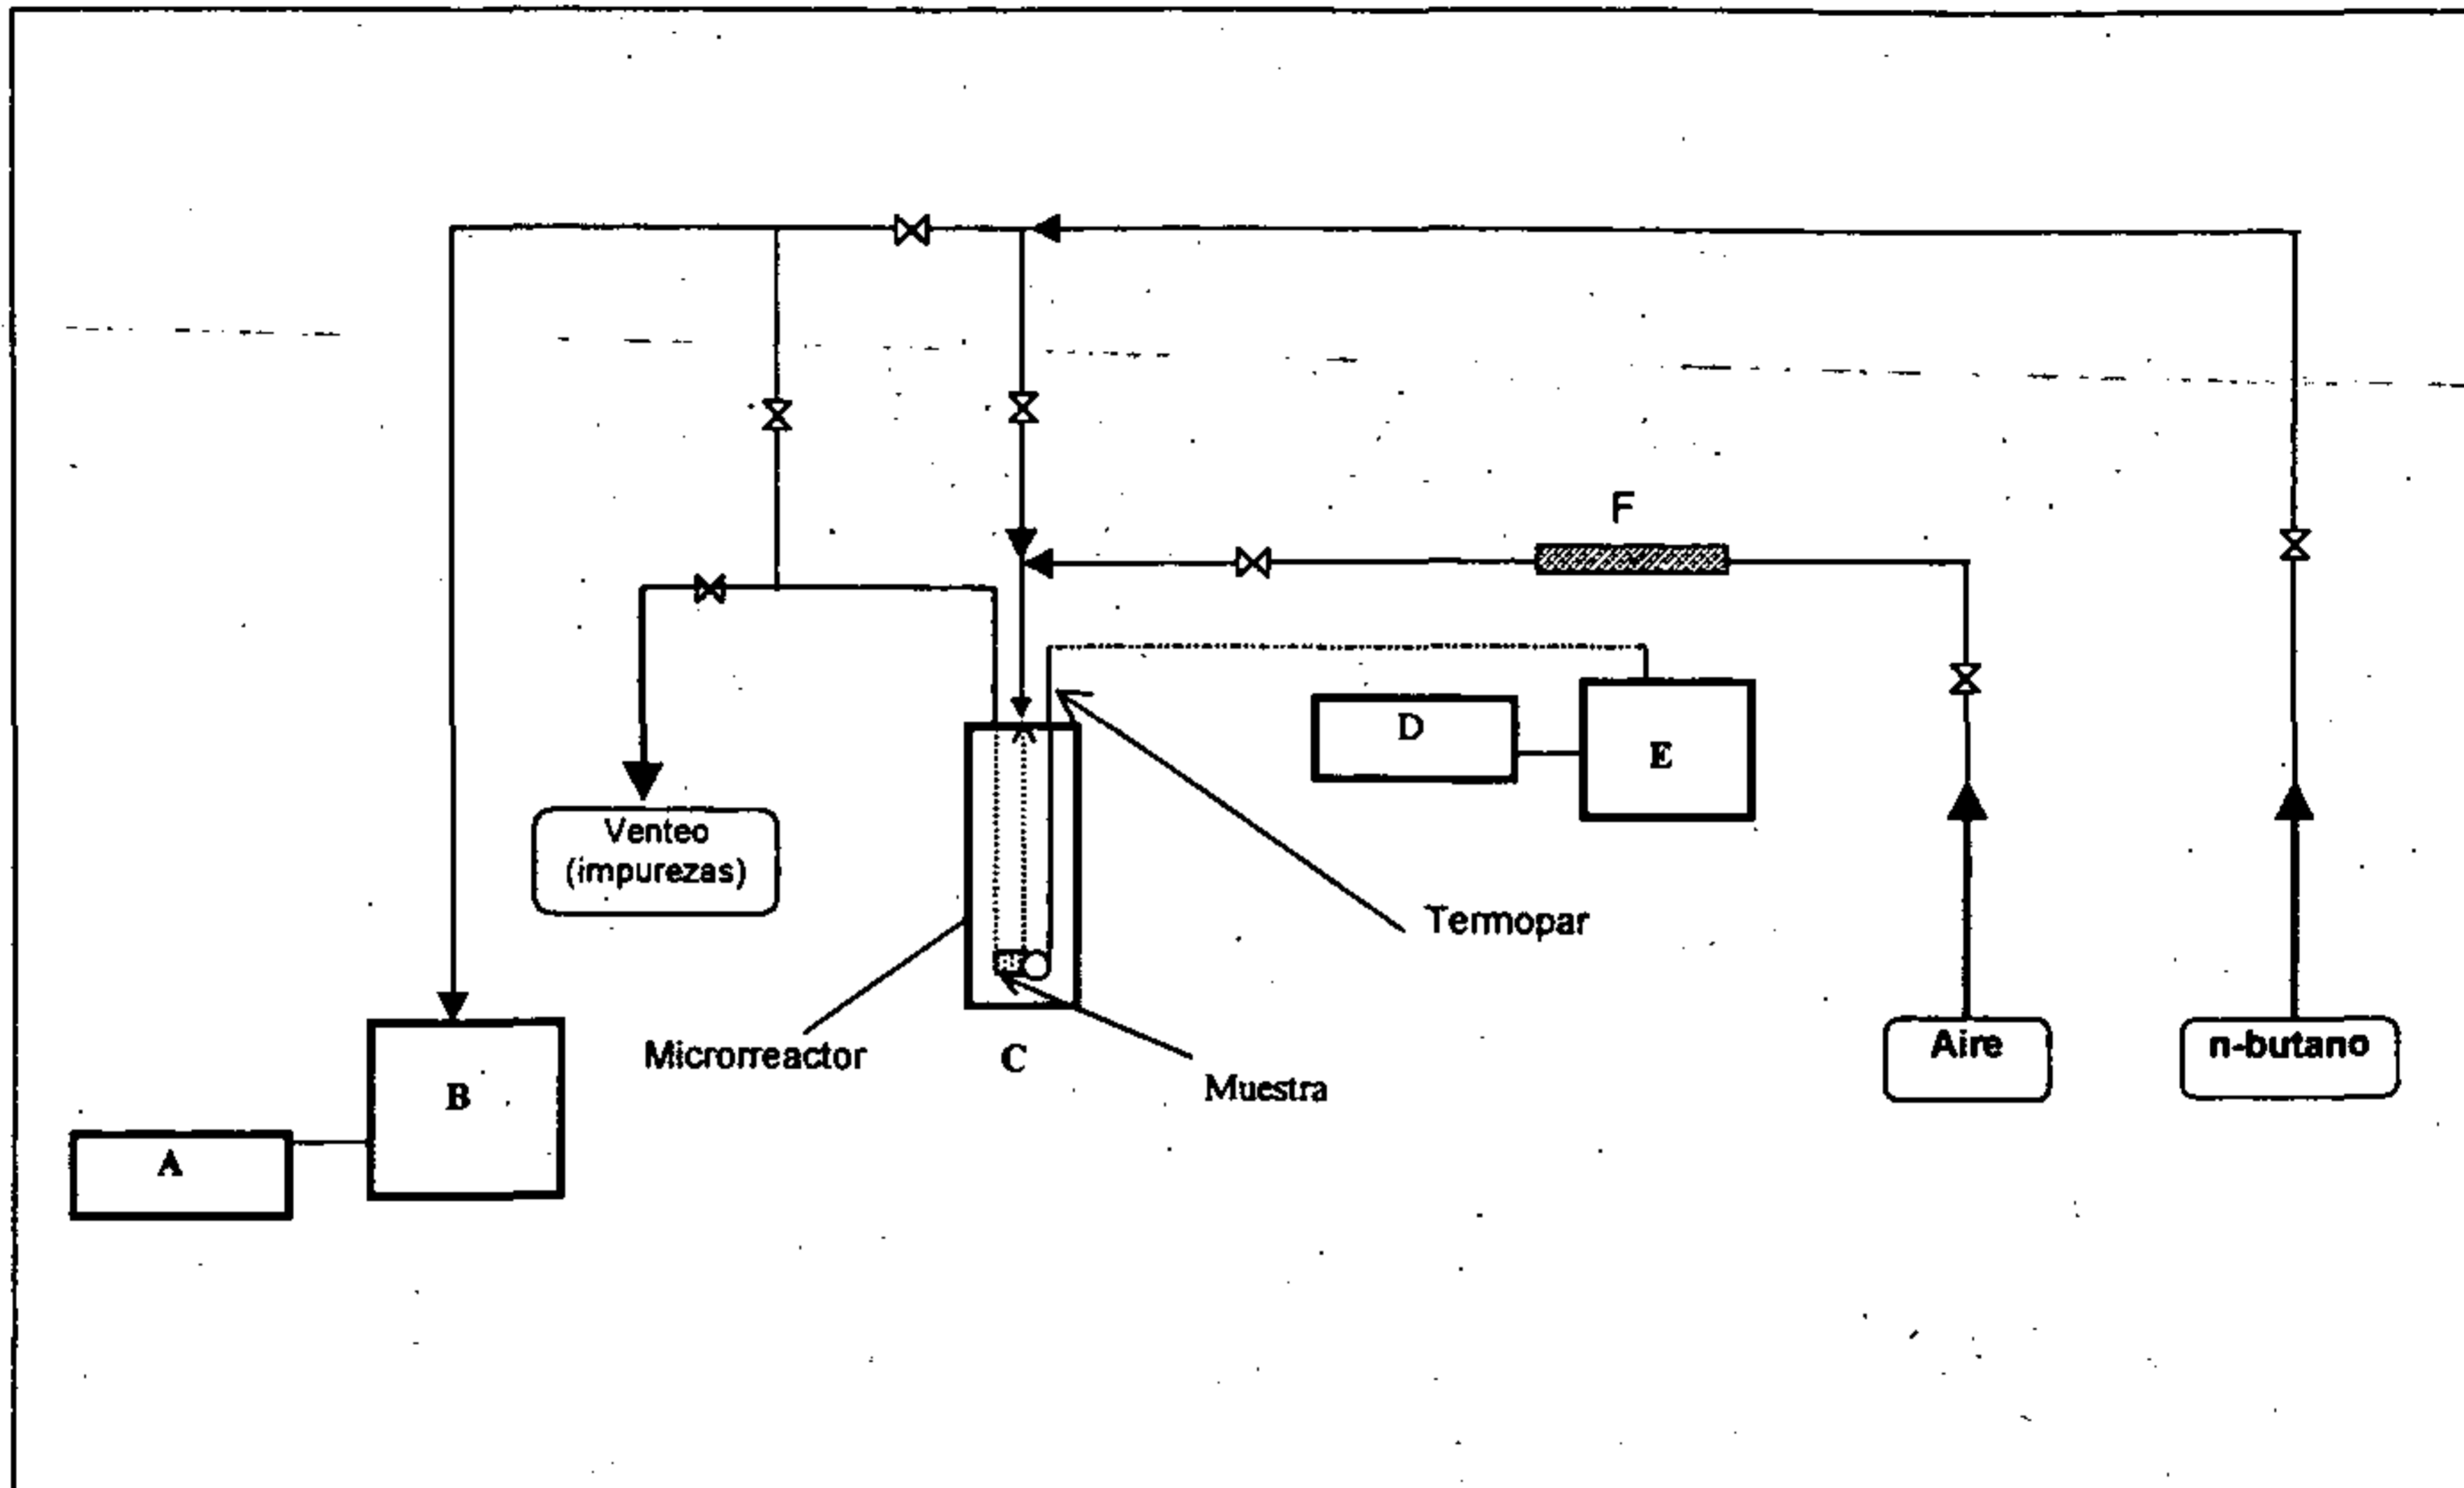 F
D
E
Venteo
(impurezas)
Termopar
Microrreactor
C
Muestra
Aire
n-butano
B
A